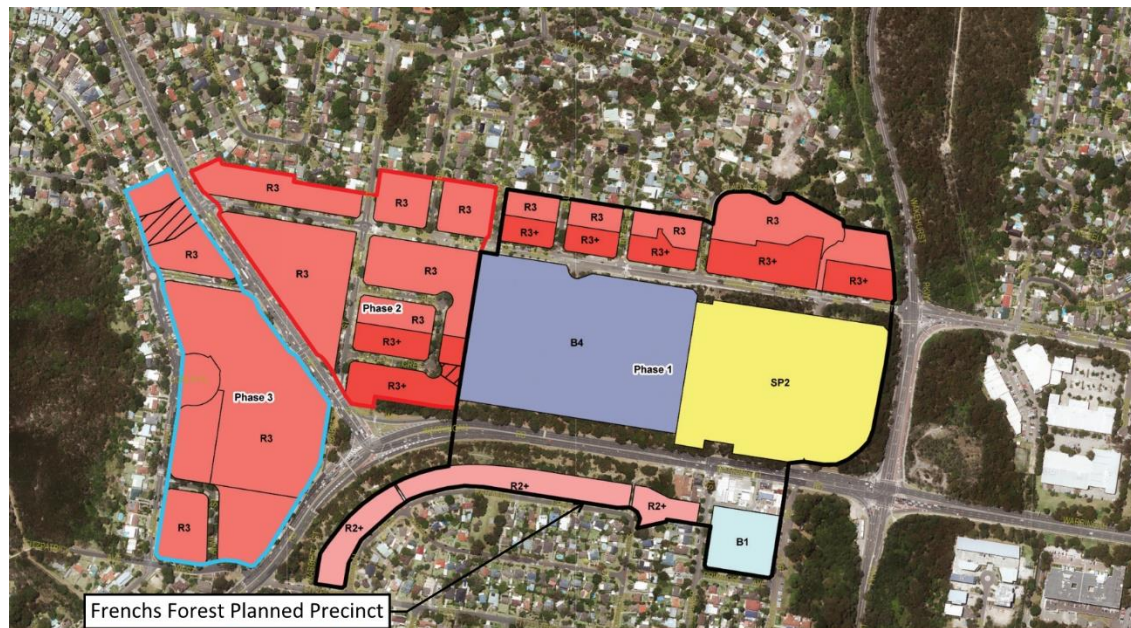 R3
R3
R3
R3
R3
R3
R3
R3+
R3+
R3+
R3+
R3+
R3
R3
R3
Phase 2
R3
R3+
R3+
B4
Phase 1
SP2
Phase 3
R3
R3
R2+
R2+
R2+
B1
Frenchs Forest Planned Precinct